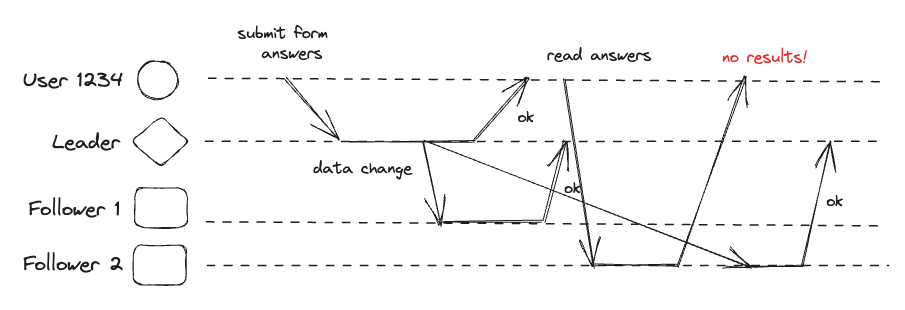 submit form
answers
read answers
no results!
User 1234
ok
Leader
data change
ok
ok
Follower 1
Follower 2